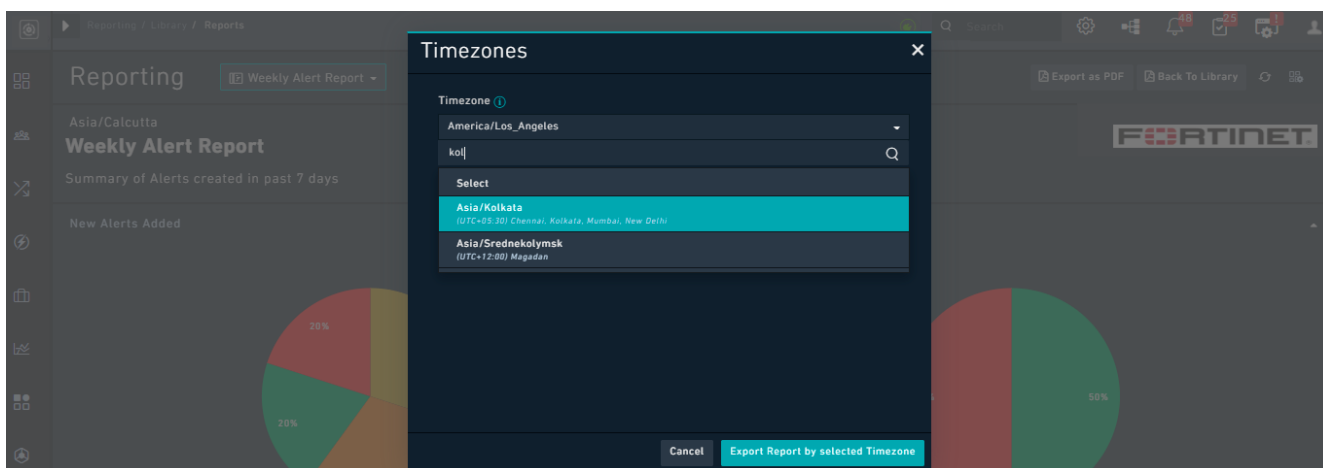 Reporting / Library / Reports
Search
48
25
1
Timezones
Reporting
Weekly Alert Report
Export as PDF
Back To Library
Timezone
America/Los_Angeles
kol
Select
Asia/Kolkata
(UTC+05:30) Chennai, Kolkata, Mumbai, New Delhi
Asia/Srednekolymsk
(UTC+12:00) Magadan
Asia/Calcutta
Weekly Alert Report
FORTINET
Summary of Alerts created in past 7 days
New Alerts Added
20%
20%
50%
Cancel
Export Report by selected Timezone